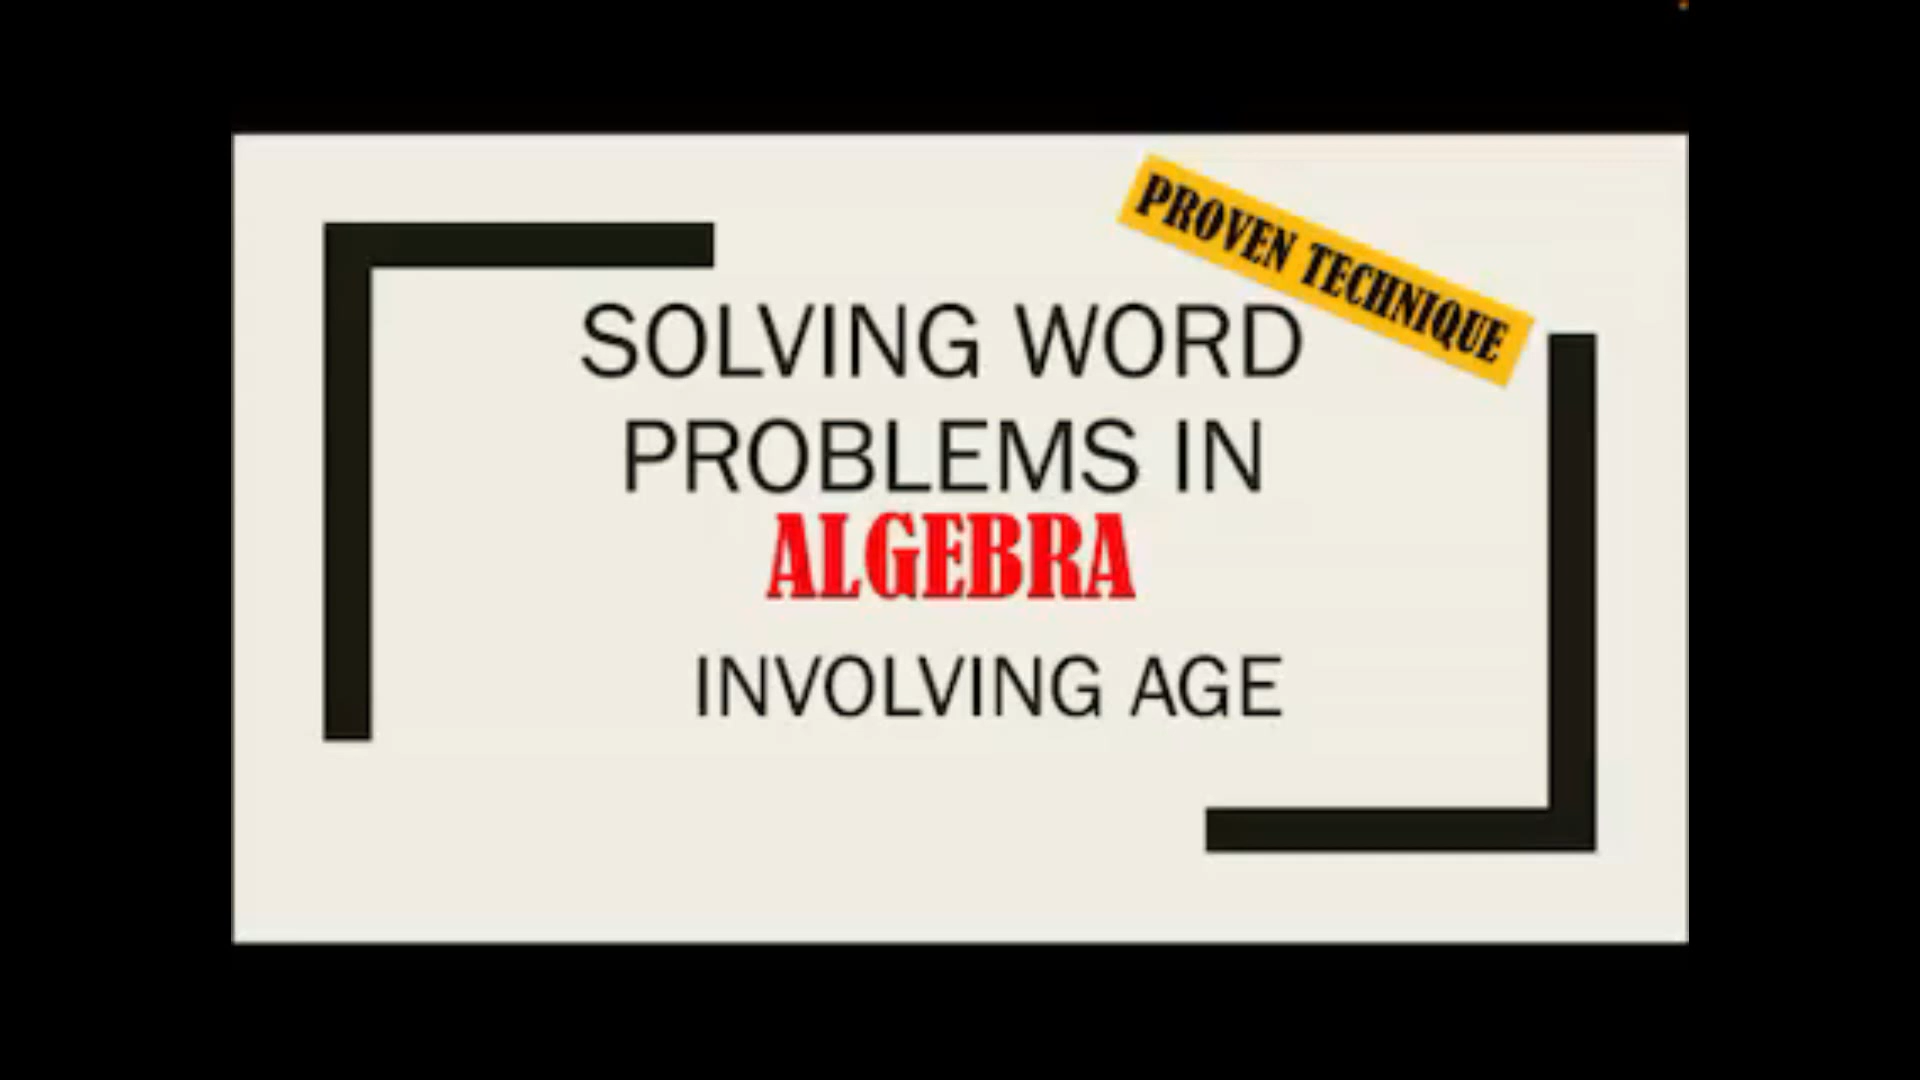 PROVEN TECHNIQUE
SOLVING WORD
PROBLEMS IN
ALGEBRA
INVOLVING AGE